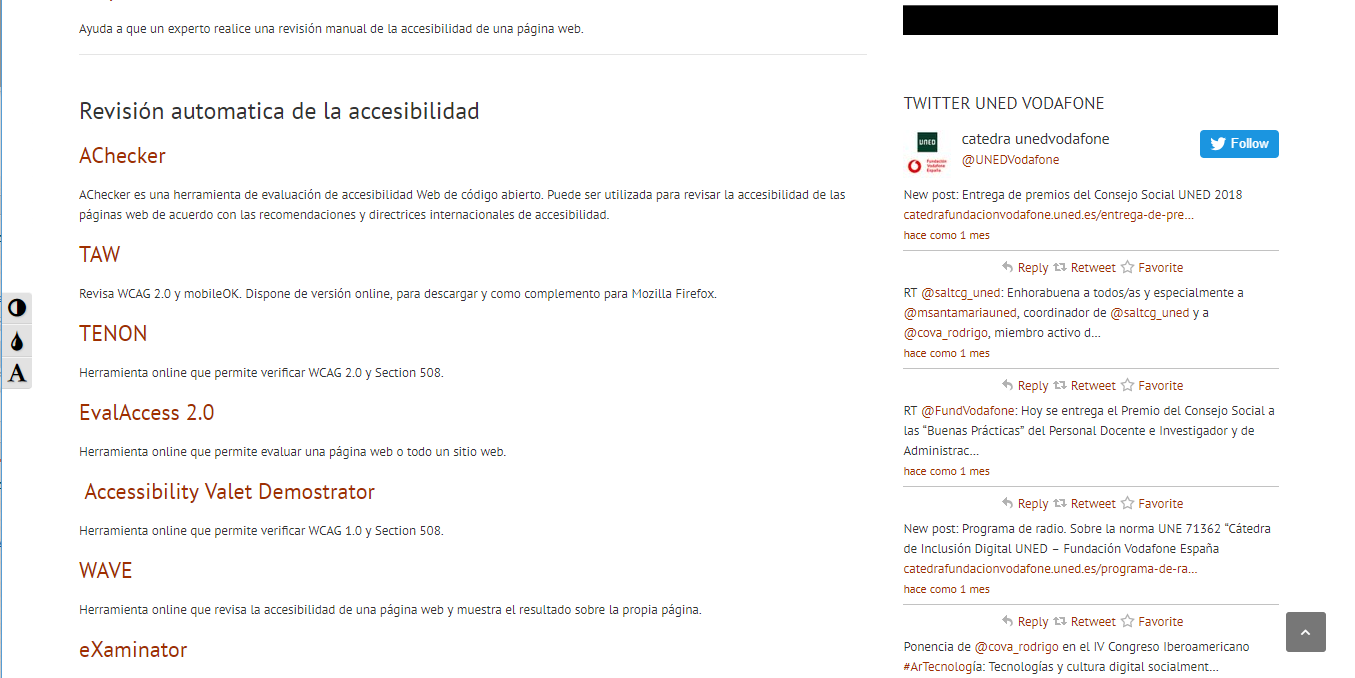 Ayuda a que un experto realice una revisión manual de la accesibilidad de una página web.
Revisión automatica de la accesibilidad
AChecker
AChecker es una herramienta de evaluación de accesibilidad Web de código abierto. Puede ser utilizada para revisar la accesibilidad de las
páginas web de acuerdo con las recomendaciones y directrices internacionales de accesibilidad.
TAW
Revisa WCAG 2.0 y mobileOK. Dispone de versión online, para descargar y como complemento para Mozilla Firefox.
TENON
Herramienta online que permite verificar WCAG 2.0 y Section 508.
EvalAccess 2.0
Herramienta online que permite evaluar una página web o todo un sitio web.
Accessibility Valet Demostrator
Herramienta online que permite verificar WCAG 1.0 y Section 508.
WAVE
Herramienta online que revisa la accesibilidad de una página web y muestra el resultado sobre la propia página.
eXaminator
A
TWITTER UNED VODAFONE
UNED
Fundación
Vodafone
España
catedra unedvodafone
@UNEDVodafone
Follow
New post: Entrega de premios del Consejo Social UNED 2018
catedrafundacionvodafone.uned.es/entrega-de-pre…
hace como 1 mes
Reply Retweet Favorite
RT @saltcg_uned: Enhorabuena a todos/as y especialmente a
@msantamariauned, coordinador de @saltcg_uned y a
@cova_rodrigo, miembro activo d…
hace como 1 mes
Reply Retweet Favorite
RT @FundVodafone: Hoy se entrega el Premio del Consejo Social a
las “Buenas Prácticas” del Personal Docente e Investigador y de
Administrac…
hace como 1 mes
Reply Retweet Favorite
New post: Programa de radio. Sobre la norma UNE 71362 “Cátedra
de Inclusión Digital UNED – Fundación Vodafone España
catedrafundacionvodafone.uned.es/programa-de-ra…
hace como 1 mes
Reply Retweet Favorite
Ponencia de @cova_rodrigo en el IV Congreso Iberoamericano
#ArTecnología: Tecnologías y cultura digital socialment…